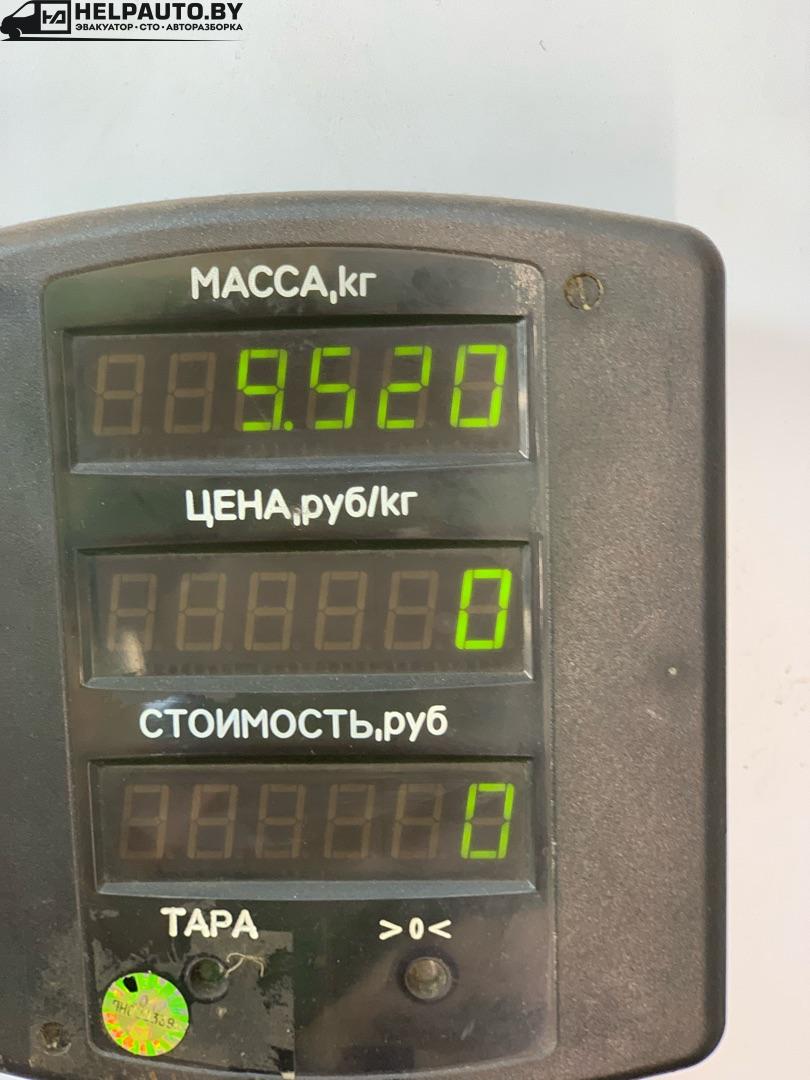 HELPAUTO.BY
ЭВАКУАТОР • СТО • АВТОРАЗБОРКА
МАССА,кг
9.520
ЦЕНА,руб/кг
0
СТОИМОСТЬ,руб
0
ТАРА >0<